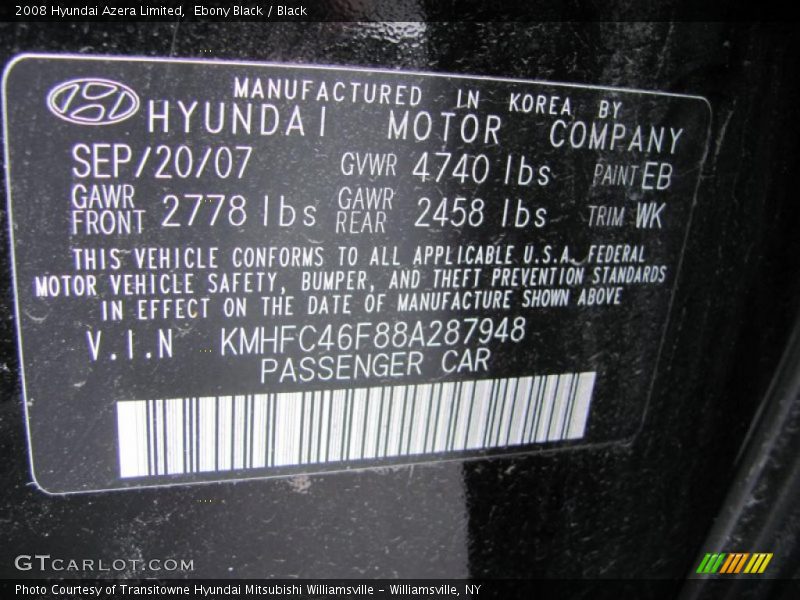 2008 Hyundai Azera Limited, Ebony Black / Black
MANUFACTURED IN KOREA BY
HYUNDAI MOTOR COMPANY
SEP/20/07 GVWR 4740 lbs PAINT EB
GAWR FRONT 2778 lbs GAWR REAR 2458 lbs TRIM WK
THIS VEHICLE CONFORMS TO ALL APPLICABLE U.S.A. FEDERAL
MOTOR VEHICLE SAFETY, BUMPER, AND THEFT PREVENTION STANDARDS
IN EFFECT ON THE DATE OF MANUFACTURE SHOWN ABOVE
V.I.N KMHFC46F88A287948
PASSENGER CAR
GTCARLOT.COM
Photo Courtesy of Transitowne Hyundai Mitsubishi Williamsville - Williamsville, NY